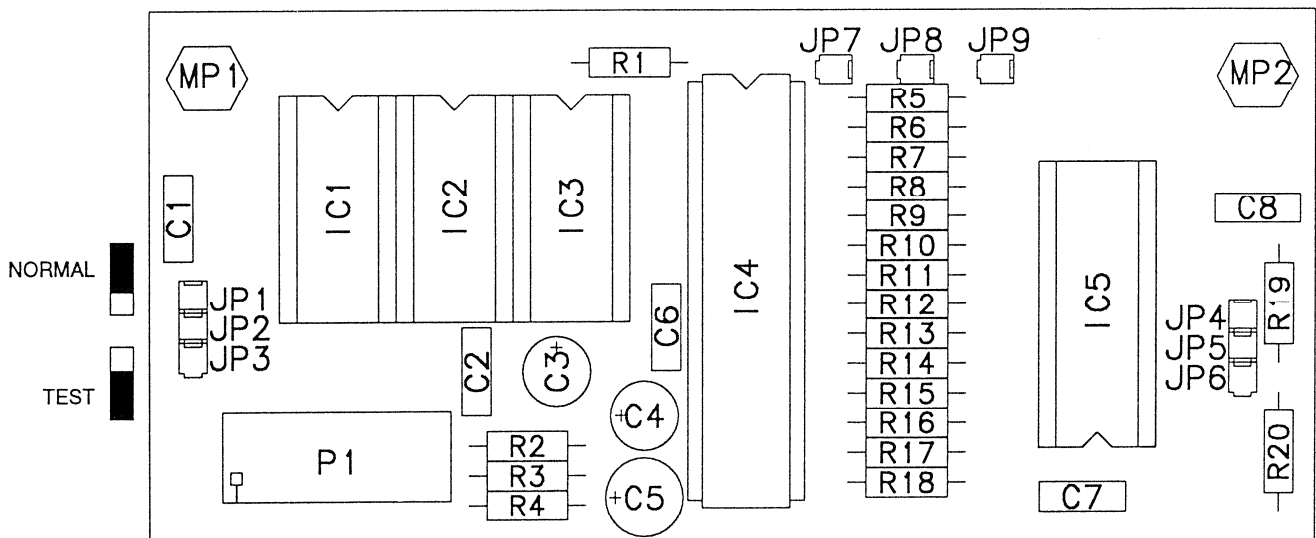 MP1
R1
JP7
JP8
JP9
MP2
R5
R6
R7
R8
R9
R10
R11
R12
R13
R14
R15
R16
R17
R18
C1
IC1
IC2
IC3
IC4
IC5
C8
NORMAL
TEST
JP1
JP2
JP3
C2
+
C3
C6
+C4
+C5
P1
R2
R3
R4
JP4
JP5
JP6
R19
R20
C7